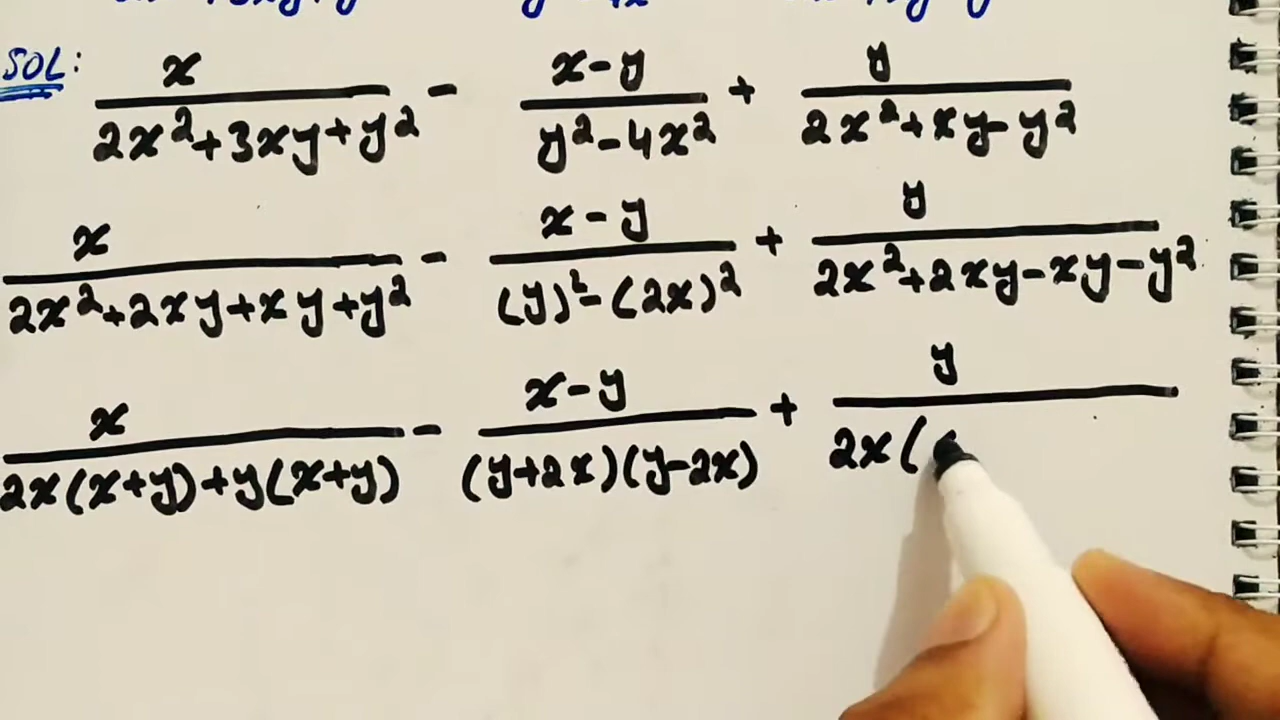 SOL: x/(2x²+3xy+y²) - (x-y)/(y²-4x²) + y/(2x²+xy-y²)
x/(2x²+2xy+xy+y²) - (x-y)/((y)²-(2x)²) + y/(2x²+2xy-xy-y²)
x/(2x(x+y)+y(x+y)) - (x-y)/((y+2x)(y-2x)) + y/(2x(